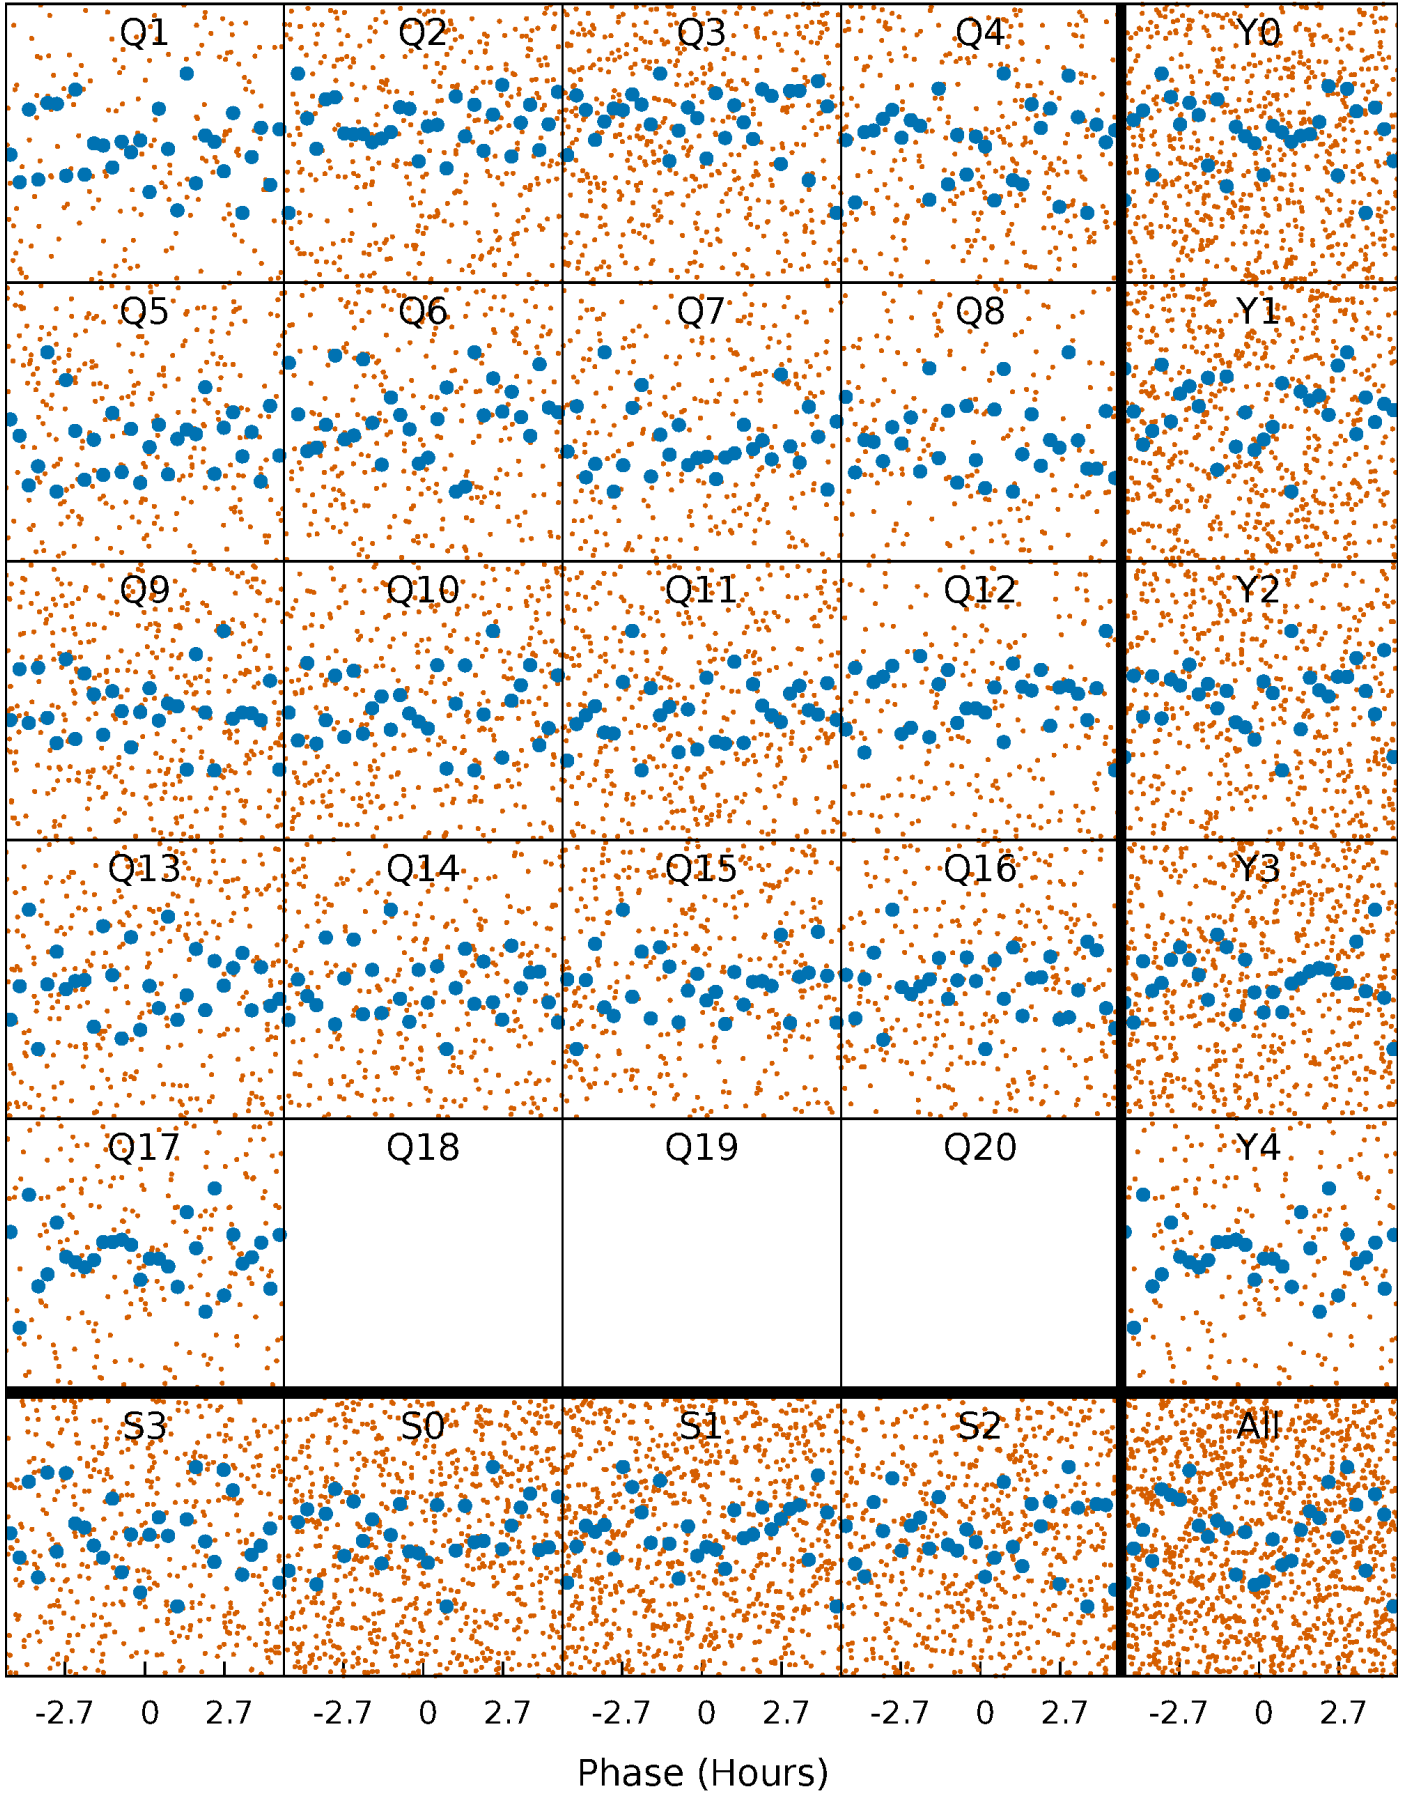 Q1 Q2 Q3 Q4 Y0
Q5 Q6 Q7 Q8 Y1
Q9 Q10 Q11 Q12 Y2
Q13 Q14 Q15 Q16 Y3
Q17 Q18 Q19 Q20 Y4
S3 S0 S1 S2 All
-2.7 0 2.7 -2.7 0 2.7 -2.7 0 2.7 -2.7 0 2.7 -2.7 0 2.7
Phase (Hours)